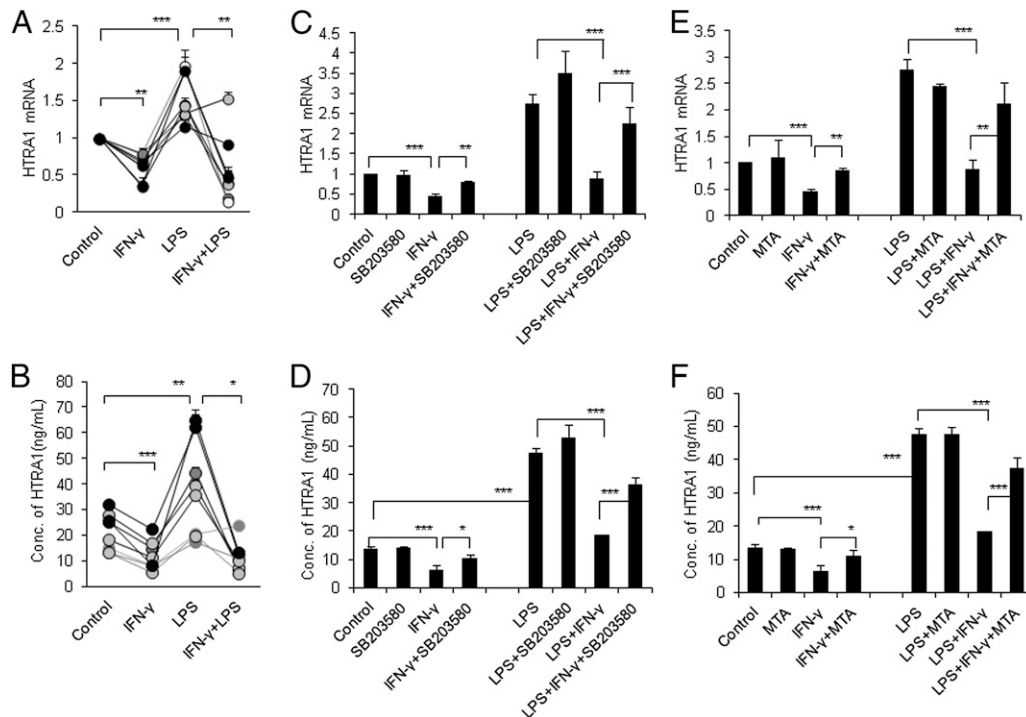 A
HTRA1 mRNA
2.5
2
1.5
1
0.5
0
***
**
**
Control
IFN-γ
LPS
IFN-γ+LPS
C
HTRA1 mRNA
4.5
4
3.5
3
2.5
2
1.5
1
0.5
0
***
***
***
**
Control
SB203580
IFN-γ
IFN-γ+SB203580
LPS
LPS+SB203580
LPS+IFN-γ
LPS+IFN-γ+SB203580
E
HTRA1 mRNA
3.5
3
2.5
2
1.5
1
0.5
0
***
***
**
**
Control
MTA
IFN-γ
IFN-γ+MTA
LPS
LPS+MTA
LPS+IFN-γ
LPS+IFN-γ+MTA
B
Conc. of HTRA1(ng/mL)
80
70
60
50
40
30
20
10
0
**
*
***
Control
IFN-γ
LPS
IFN-γ+LPS
D
Conc. of HTRA1 (ng/mL)
70
60
50
40
30
20
10
0
***
***
***
***
*
Control
SB203580
IFN-γ
IFN-γ+SB203580
LPS
LPS+SB203580
LPS+IFN-γ
LPS+IFN-γ+SB203580
F
Conc. of HTRA1 (ng/mL)
60
50
40
30
20
10
0
***
***
***
***
*
Control
MTA
IFN-γ
IFN-γ+MTA
LPS
LPS+MTA
LPS+IFN-γ
LPS+IFN-γ+MTA